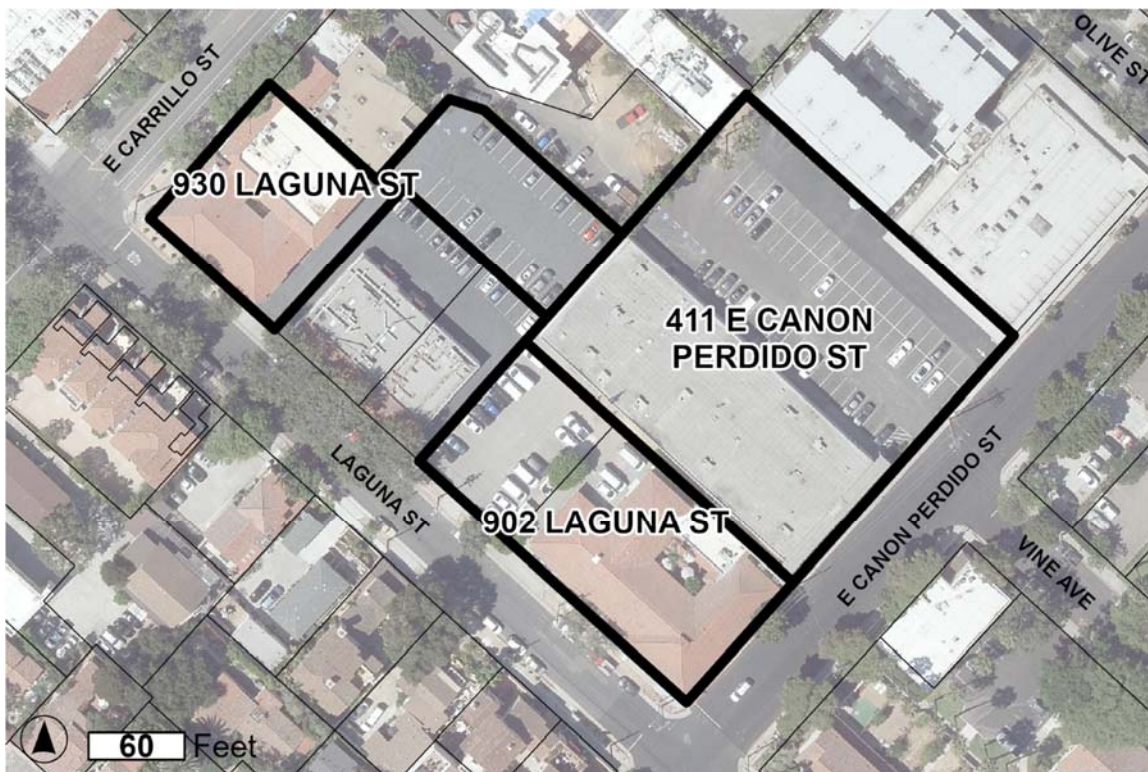 OLIVE ST
E CARRILLO ST
930 LAGUNA ST
411 E CANON
PERDIDO ST
LAGUNA ST
902 LAGUNA ST
E CANON PERDIDO ST
VINE AVE
60 Feet